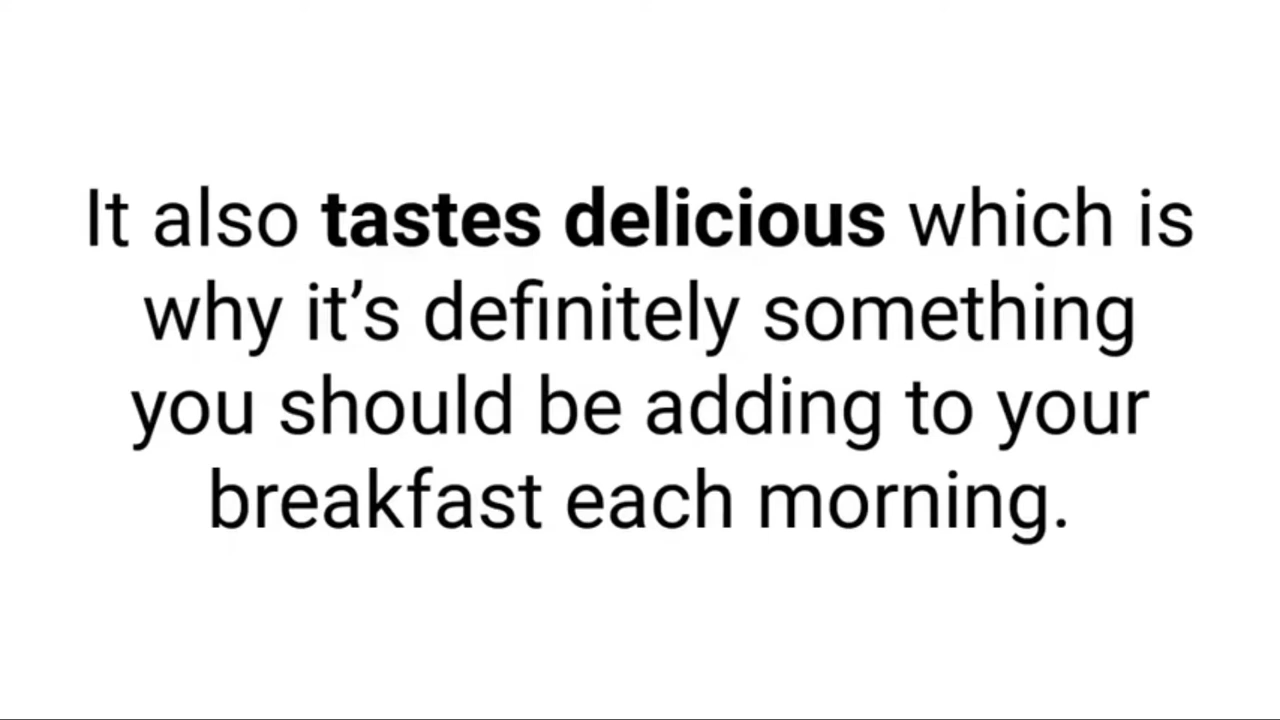 It also tastes delicious which is
why it’s definitely something
you should be adding to your
breakfast each morning.